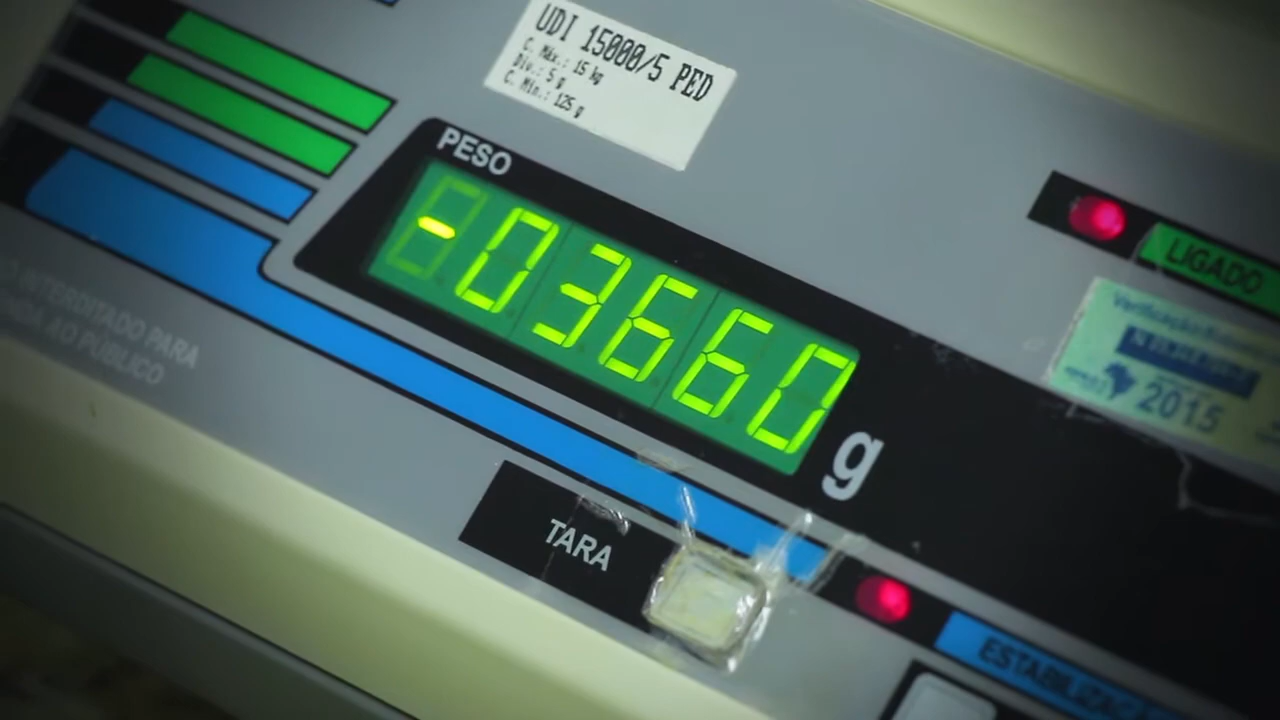 UDI 15000/5 PED
C. Máx.: 15 kg
Div.: 5 g
C. Mín.: 125 g
PESO
-03660
g
LIGADO
Verificação
2015
INTERDITADO PARA
AO PÚBLICO
TARA